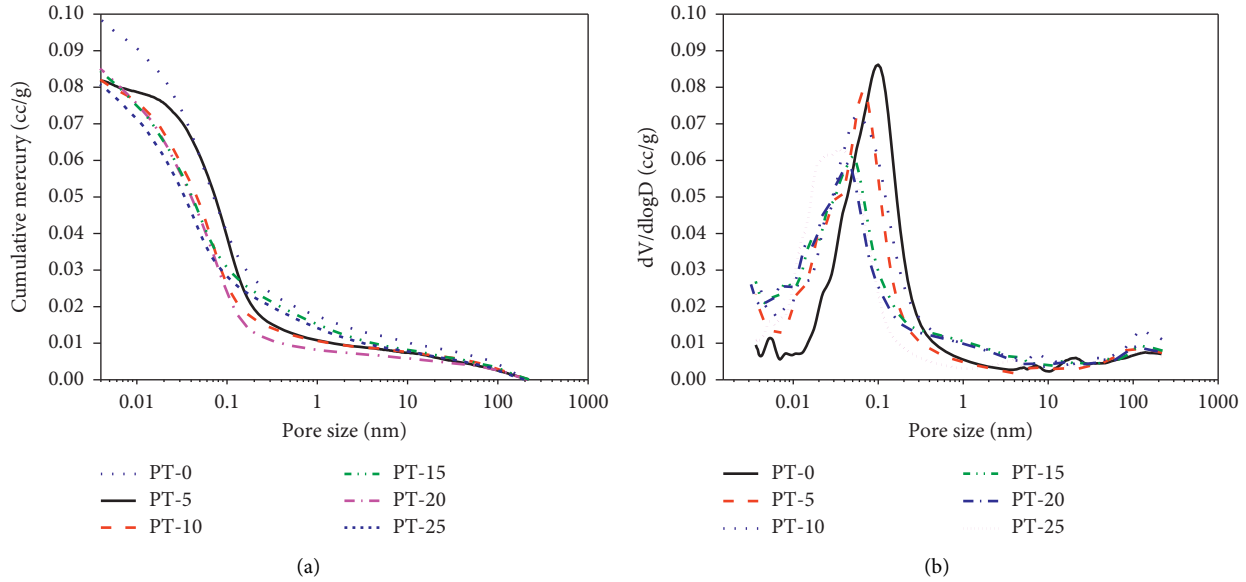 0.10
0.09
0.08
0.07
0.06
0.05
0.04
0.03
0.02
0.01
0.00
Cumulative mercury (cc/g)
0.01 0.1 1 10 100 1000
Pore size (nm)
PT-0 PT-15
PT-5 PT-20
PT-10 PT-25
(a)
0.10
0.09
0.08
0.07
0.06
0.05
0.04
0.03
0.02
0.01
0.00
dV/dlogD (cc/g)
0.01 0.1 1 10 100 1000
Pore size (nm)
PT-0 PT-15
PT-5 PT-20
PT-10 PT-25
(b)